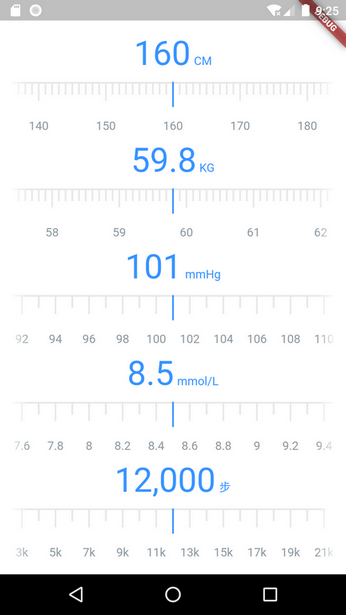 9:25
DEBUG
160 CM
140 150 160 170 180
59.8 KG
58 59 60 61 62
101 mmHg
92 94 96 98 100 102 104 106 108 110
8.5 mmol/L
7.6 7.8 8 8.2 8.4 8.6 8.8 9 9.2 9.4
12,000 步
3k 5k 7k 9k 11k 13k 15k 17k 19k 21k